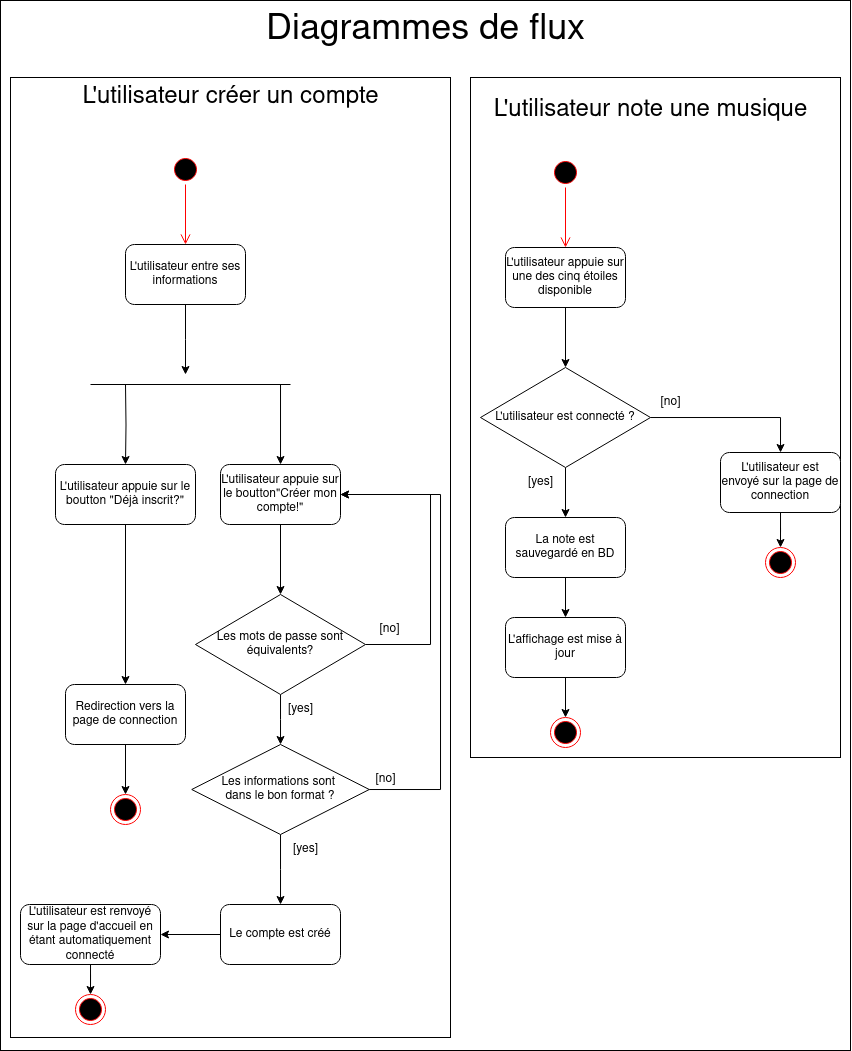 Diagrammes de flux
L'utilisateur créer un compte
L'utilisateur entre ses
informations
L'utilisateur appuie sur le
boutton "Déjà inscrit?"
L'utilisateur appuie sur
le boutton"Créer mon
compte!"
Les mots de passe sont
équivalents?
[no]
[yes]
Redirection vers la
page de connection
Les informations sont
dans le bon format ?
[no]
[yes]
L'utilisateur est renvoyé
sur la page d'accueil en
étant automatiquement
connecté
Le compte est créé
L'utilisateur note une musique
L'utilisateur appuie sur
une des cinq étoiles
disponible
L'utilisateur est connecté ?
[no]
[yes]
L'utilisateur est
envoyé sur la page de
connection
La note est
sauvegardé en BD
L'affichage est mise à
jour